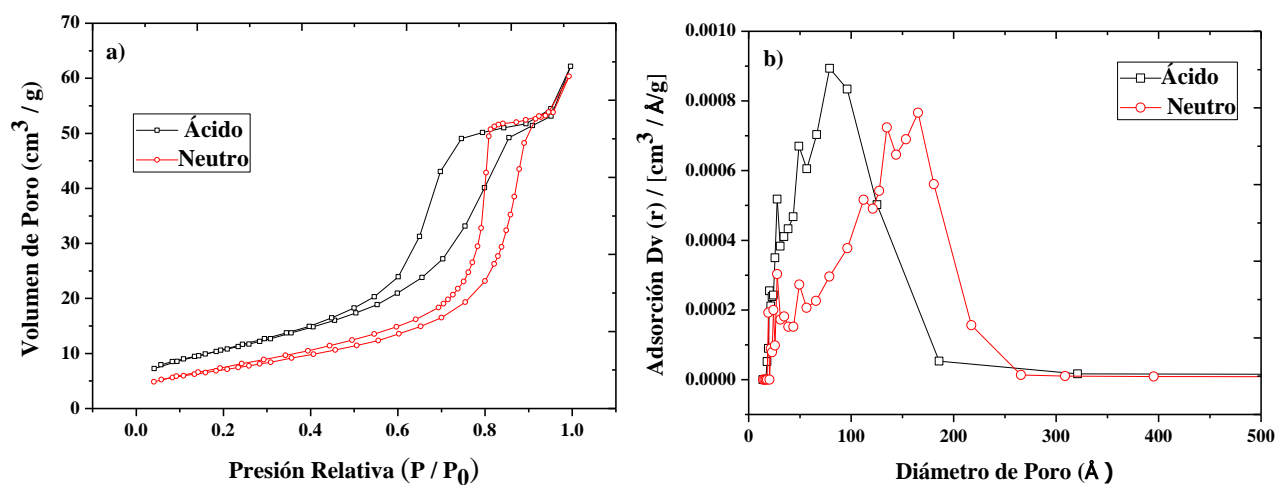 a)
Volumen de Poro (cm³ / g)
70
60
50
40
30
20
10
0
Ácido
Neutro
0.0 0.2 0.4 0.6 0.8 1.0
Presión Relativa (P / P₀)
b)
Adsorción Dv (r) / [cm³ / Å/g]
0.0010
0.0008
0.0006
0.0004
0.0002
0.0000
Ácido
Neutro
0 100 200 300 400 500
Diámetro de Poro (Å)